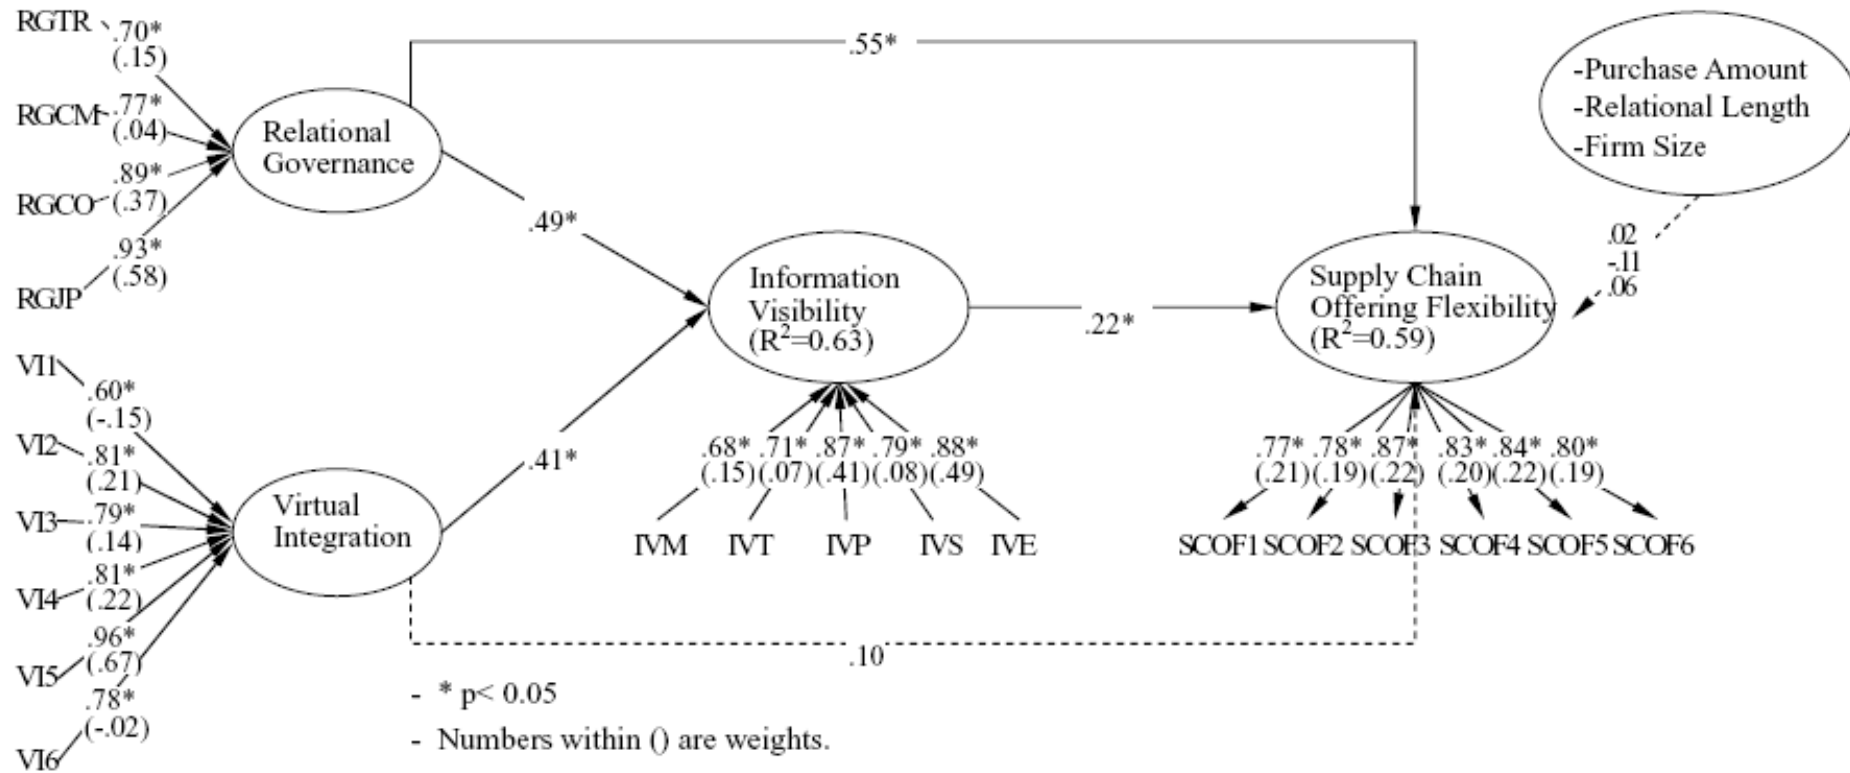 RGTR
.70*
(.15)
RGCM
.77*
(.04)
RGCO
.89*
(.37)
RGJP
.93*
(.58)
Relational
Governance
.55*
-Purchase Amount
-Relational Length
-Firm Size
.02
-.11
.06
.49*
Information
Visibility
(R²=0.63)
.22*
Supply Chain
Offering Flexibility
(R²=0.59)
VI1
.60*
(-.15)
VI2
.81*
(.21)
VI3
.79*
(.14)
VI4
.81*
(.22)
VI5
.96*
(.67)
VI6
.78*
(-.02)
Virtual
Integration
.41*
.68* .71* .87* .79* .88*
(.15) (.07) (.41) (.08) (.49)
IVM IVT IVP IVS IVE
.77* .78* .87* .83* .84* .80*
(.21) (.19) (.22) (.20) (.22) (.19)
SCOF1 SCOF2 SCOF3 SCOF4 SCOF5 SCOF6
.10
- * p< 0.05
- Numbers within () are weights.